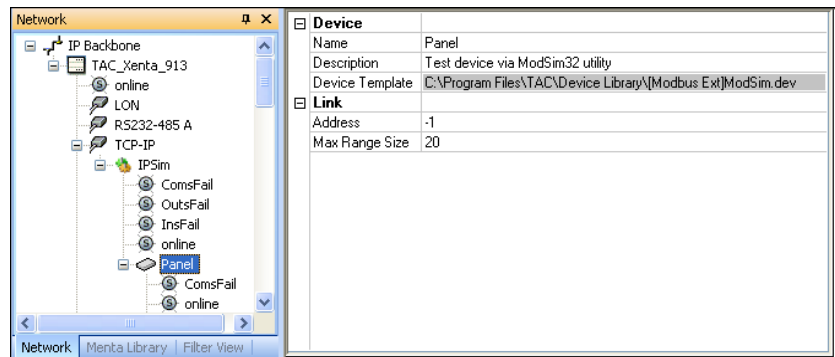 Network
IP Backbone
TAC_Xenta_913
online
LON
RS232-485 A
TCP-IP
IPSim
ComsFail
OutsFail
InsFail
online
Panel
ComsFail
online
Network Menta Library Filter View
Device
Name Panel
Description Test device via ModSim32 utility
Device Template C:\Program Files\TAC\Device Library\[Modbus Ext]ModSim.dev
Link
Address -1
Max Range Size 20